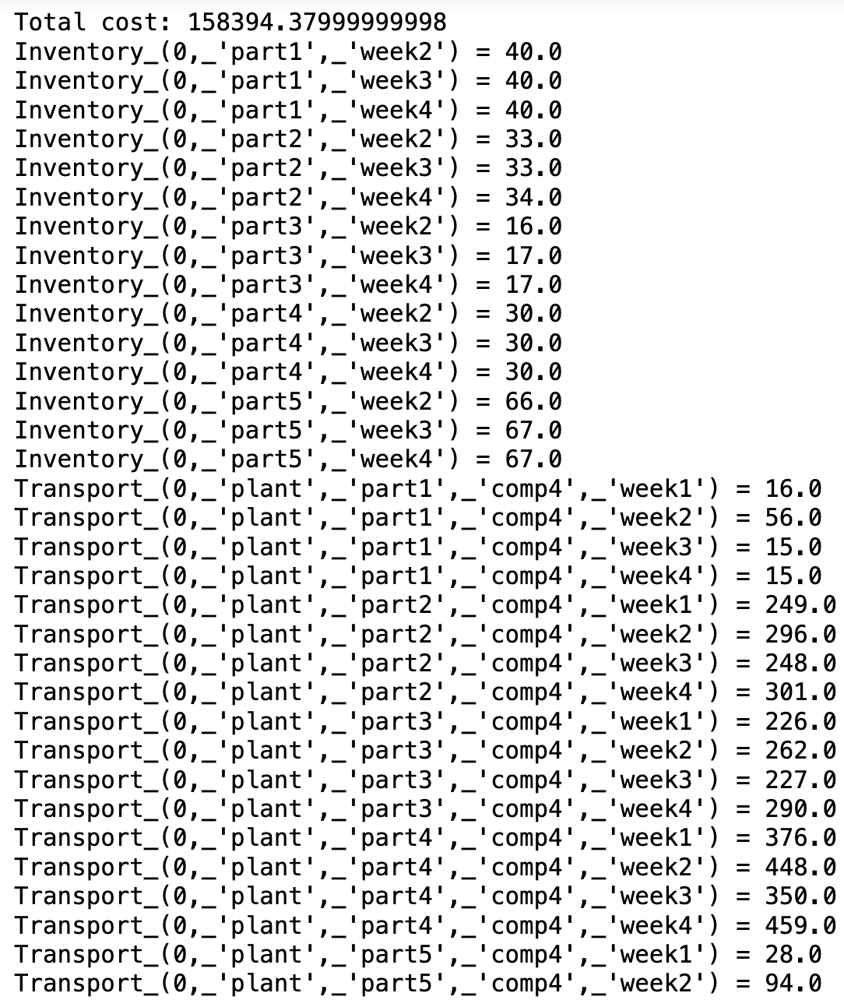 Total cost: 158394.37999999998
Inventory_(0,_'part1',_'week2') = 40.0
Inventory_(0,_'part1',_'week3') = 40.0
Inventory_(0,_'part1',_'week4') = 40.0
Inventory_(0,_'part2',_'week2') = 33.0
Inventory_(0,_'part2',_'week3') = 33.0
Inventory_(0,_'part2',_'week4') = 34.0
Inventory_(0,_'part3',_'week2') = 16.0
Inventory_(0,_'part3',_'week3') = 17.0
Inventory_(0,_'part3',_'week4') = 17.0
Inventory_(0,_'part4',_'week2') = 30.0
Inventory_(0,_'part4',_'week3') = 30.0
Inventory_(0,_'part4',_'week4') = 30.0
Inventory_(0,_'part5',_'week2') = 66.0
Inventory_(0,_'part5',_'week3') = 67.0
Inventory_(0,_'part5',_'week4') = 67.0
Transport_(0,_'plant',_'part1',_'comp4',_'week1') = 16.0
Transport_(0,_'plant',_'part1',_'comp4',_'week2') = 56.0
Transport_(0,_'plant',_'part1',_'comp4',_'week3') = 15.0
Transport_(0,_'plant',_'part1',_'comp4',_'week4') = 15.0
Transport_(0,_'plant',_'part2',_'comp4',_'week1') = 249.0
Transport_(0,_'plant',_'part2',_'comp4',_'week2') = 296.0
Transport_(0,_'plant',_'part2',_'comp4',_'week3') = 248.0
Transport_(0,_'plant',_'part2',_'comp4',_'week4') = 301.0
Transport_(0,_'plant',_'part3',_'comp4',_'week1') = 226.0
Transport_(0,_'plant',_'part3',_'comp4',_'week2') = 262.0
Transport_(0,_'plant',_'part3',_'comp4',_'week3') = 227.0
Transport_(0,_'plant',_'part3',_'comp4',_'week4') = 290.0
Transport_(0,_'plant',_'part4',_'comp4',_'week1') = 376.0
Transport_(0,_'plant',_'part4',_'comp4',_'week2') = 448.0
Transport_(0,_'plant',_'part4',_'comp4',_'week3') = 350.0
Transport_(0,_'plant',_'part4',_'comp4',_'week4') = 459.0
Transport_(0,_'plant',_'part5',_'comp4',_'week1') = 28.0
Transport_(0,_'plant',_'part5',_'comp4',_'week2') = 94.0